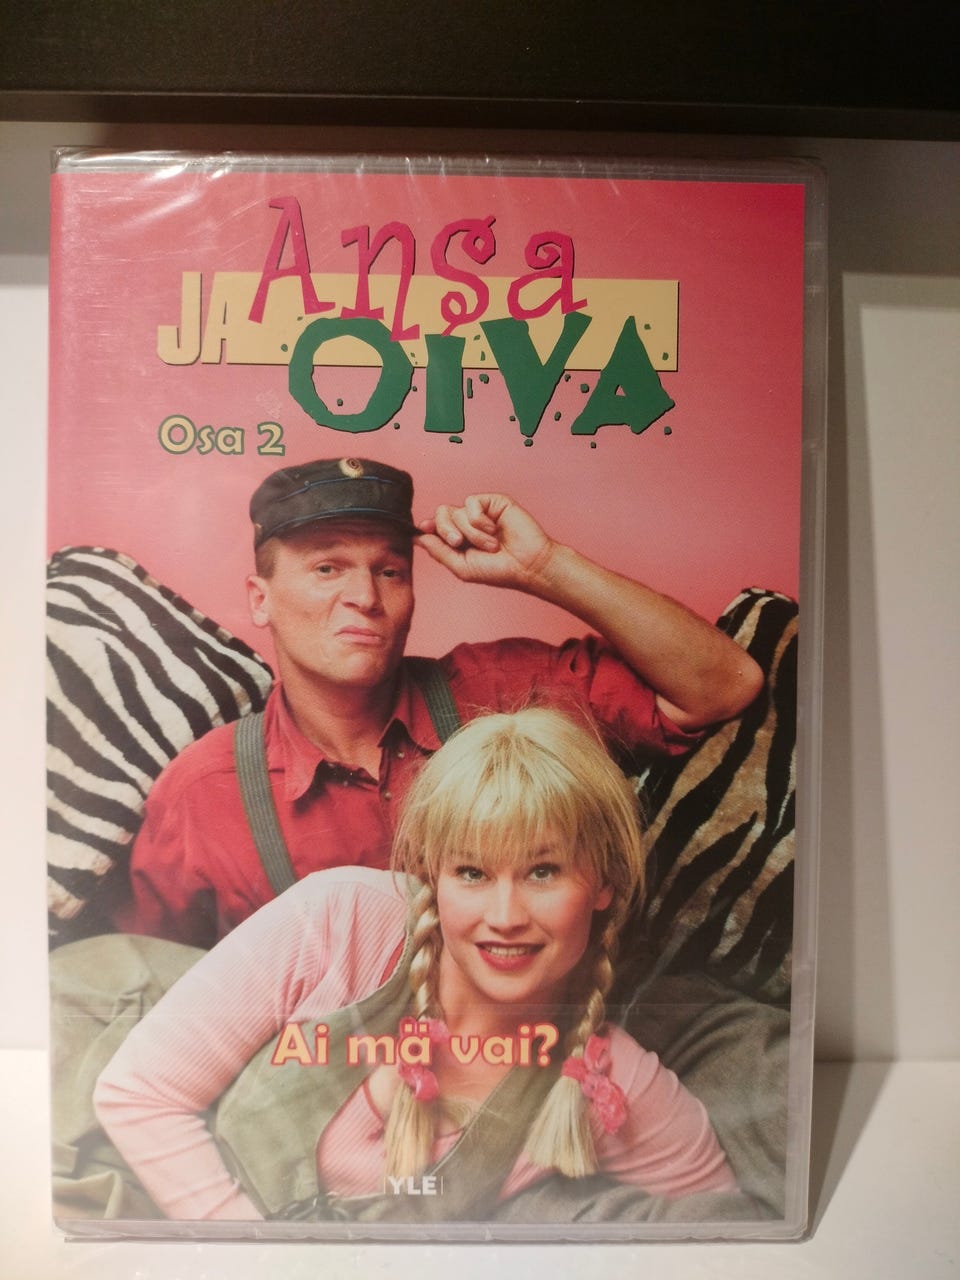 Ansa
JA
OIVA
Osa 2
Ai mä vai?
YLE